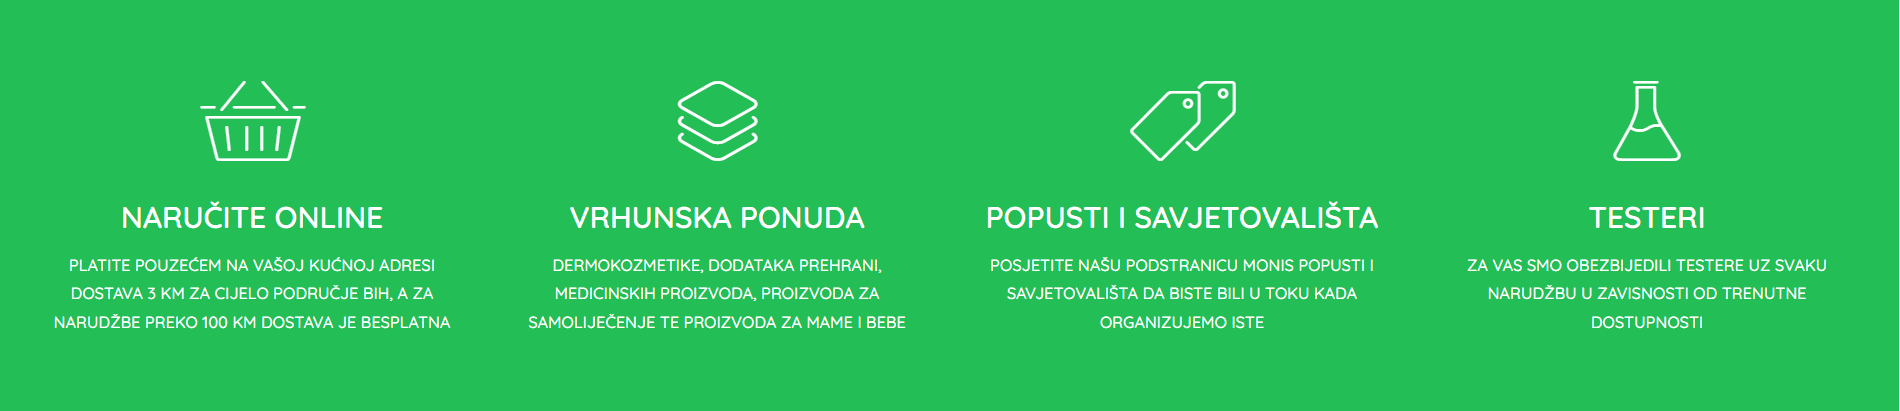 NARUČITE ONLINE
PLATITE POUZEĆEM NA VAŠOJ KUĆNOJ ADRESI
DOSTAVA 3 KM ZA CIJELO PODRUČJE BIH, A ZA
NARUDŽBE PREKO 100 KM DOSTAVA JE BESPLATNA
VRHUNSKA PONUDA
DERMOKOZMETIKE, DODATAKA PREHRANI,
MEDICINSKIH PROIZVODA, PROIZVODA ZA
SAMOLIJEČENJE TE PROIZVODA ZA MAME I BEBE
POPUSTI I SAVJETOVALIŠTA
POSJETITE NAŠU PODSTRANICU MONIS POPUSTI I
SAVJETOVALIŠTA DA BISTE BILI U TOKU KADA
ORGANIZUJEMO ISTE
TESTERI
ZA VAS SMO OBEZBIJEDILI TESTERE UZ SVAKU
NARUDŽBU U ZAVISNOSTI OD TRENUTNE
DOSTUPNOSTI